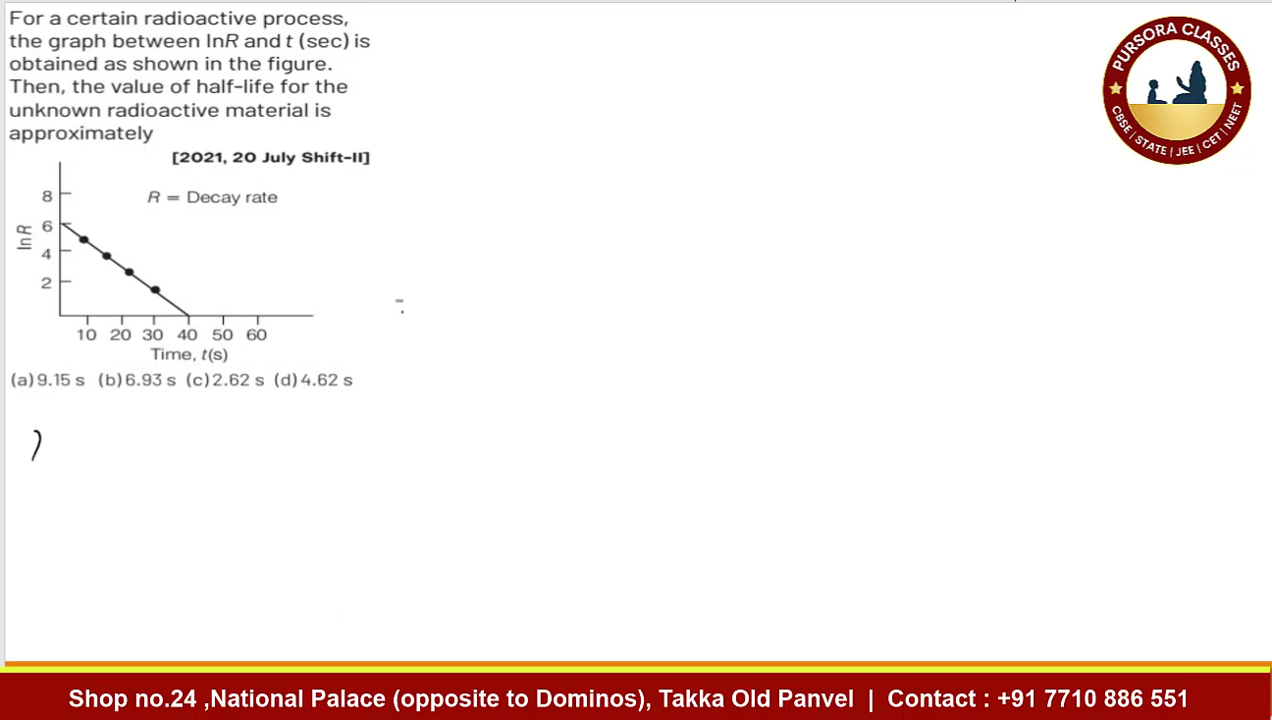 For a certain radioactive process,
the graph between lnR and t (sec) is
obtained as shown in the figure.
Then, the value of half-life for the
unknown radioactive material is
approximately
[2021, 20 July Shift-II]
R = Decay rate
8
6
4
2
lnR
10 20 30 40 50 60
Time, t(s)
(a) 9.15 s (b) 6.93 s (c) 2.62 s (d) 4.62 s
PURSORA CLASSES
CBSE | STATE | JEE | CET | NEET
Shop no.24 ,National Palace (opposite to Dominos), Takka Old Panvel | Contact : +91 7710 886 551